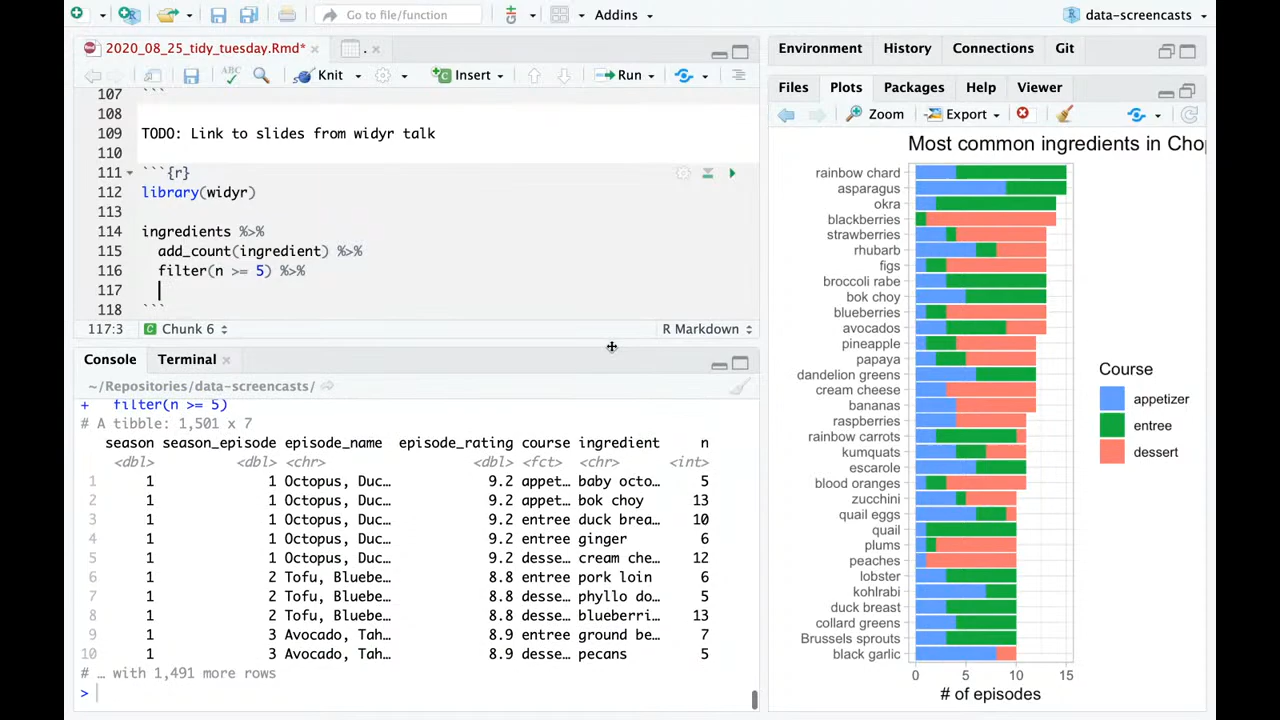 Go to file/function
Addins
data-screencasts
2020_08_25_tidy_tuesday.Rmd*
.
Knit
Insert
Run
107 ```
108
109 TODO: Link to slides from widyr talk
110
111 ```{r}
112 library(widyr)
113
114 ingredients %>%
115 add_count(ingredient) %>%
116 filter(n >= 5) %>%
117
118 ```
117:3 Chunk 6 R Markdown
Console Terminal
~/Repositories/data-screencasts/
+ filter(n >= 5)
# A tibble: 1,501 x 7
season season_episode episode_name episode_rating course ingredient n
<dbl> <dbl> <chr> <dbl> <fct> <chr> <int>
1 1 1 Octopus, Duc… 9.2 appet… baby octo… 5
2 1 1 Octopus, Duc… 9.2 appet… bok choy 13
3 1 1 Octopus, Duc… 9.2 entree duck brea… 10
4 1 1 Octopus, Duc… 9.2 entree ginger 6
5 1 1 Octopus, Duc… 9.2 desse… cream che… 12
6 1 2 Tofu, Bluebe… 8.8 entree pork loin 6
7 1 2 Tofu, Bluebe… 8.8 desse… phyllo do… 5
8 1 2 Tofu, Bluebe… 8.8 desse… blueberri… 13
9 1 3 Avocado, Tah… 8.9 entree ground be… 7
10 1 3 Avocado, Tah… 8.9 desse… pecans 5
# … with 1,491 more rows
>
Environment History Connections Git
Files Plots Packages Help Viewer
Zoom Export
Most common ingredients in Cho
rainbow chard
asparagus
okra
blackberries
strawberries
rhubarb
figs
broccoli rabe
bok choy
blueberries
avocados
pineapple
papaya
dandelion greens
cream cheese
bananas
raspberries
rainbow carrots
kumquats
escarole
blood oranges
zucchini
quail eggs
quail
plums
peaches
lobster
kohlrabi
duck breast
collard greens
Brussels sprouts
black garlic
0 5 10 15
# of episodes
Course
appetizer
entree
dessert